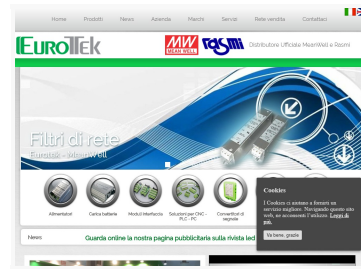 Home Prodotti News Azienda Marchi Servizi Rete vendita Contattaci
EuroTek
MW
MEAN WELL
rasmi
Distributore Ufficiale MeanWell e Rasmi
Filtri di rete
Eurotek - MeanWell
Alimentatori
Carica batterie
Moduli interfaccia
Soluzioni per CNC - PLC - PC
Convertitori di segnale
Cookies
I Cookies ci aiutano a fornirti un
servizio migliore. Navigando questo sito
web, ne acconsenti l'utilizzo. Leggi di
più.
Va bene, grazie
News
Guarda online la nostra pagina pubblicitaria sulla rivista led